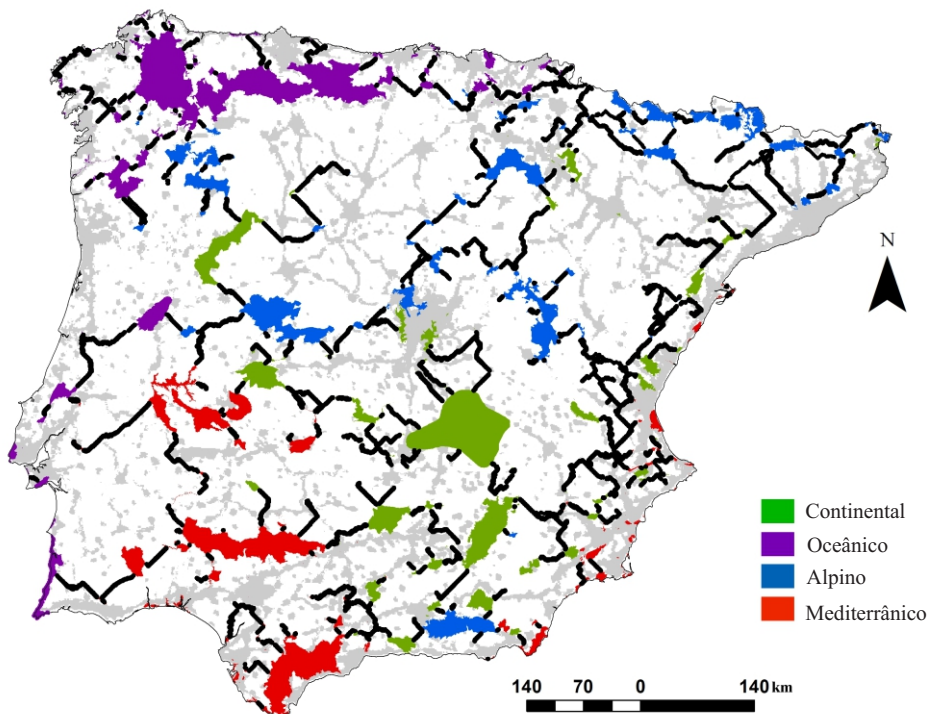 N
Continental
Oceânico
Alpino
Mediterrânico
140 70 0 140 km